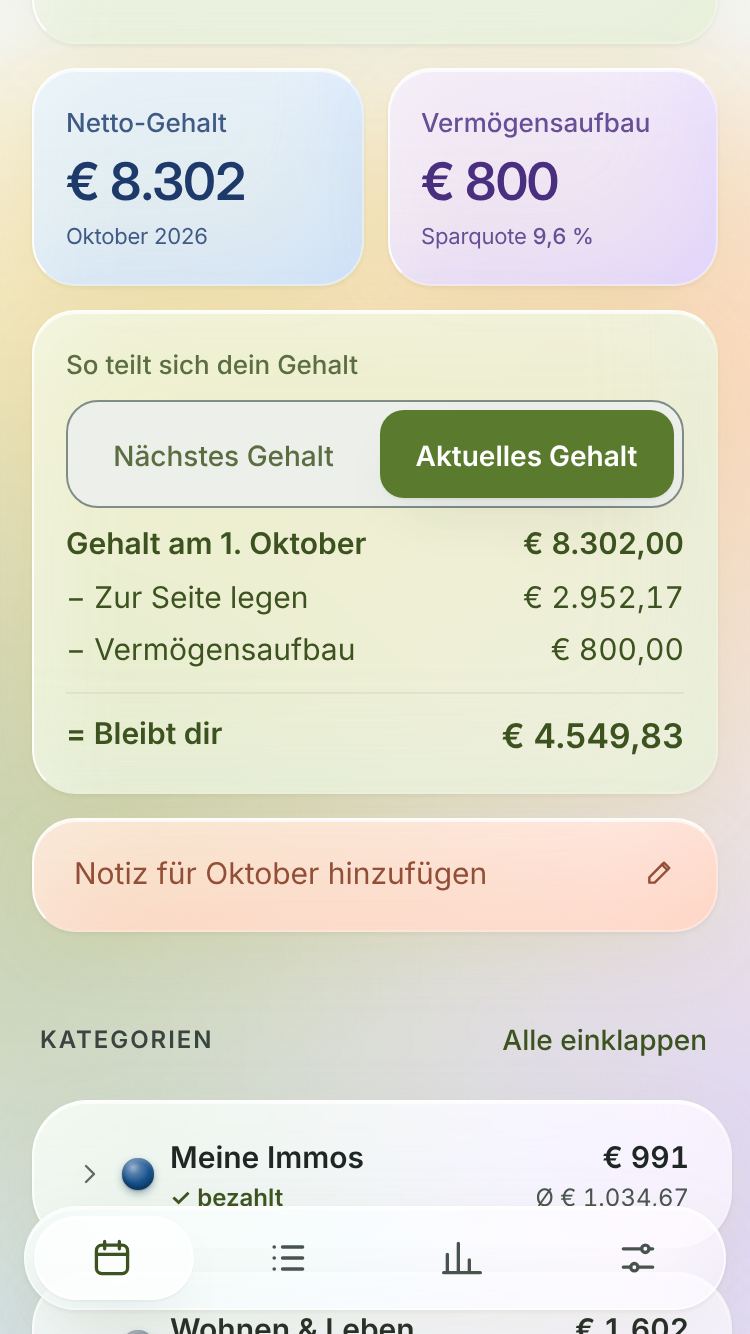 Netto-Gehalt
€ 8.302
Oktober 2026
Vermögensaufbau
€ 800
Sparquote 9,6 %
So teilt sich dein Gehalt
Nächstes Gehalt
Aktuelles Gehalt
Gehalt am 1. Oktober € 8.302,00
− Zur Seite legen € 2.952,17
− Vermögensaufbau € 800,00
= Bleibt dir € 4.549,83
Notiz für Oktober hinzufügen
KATEGORIEN Alle einklappen
Meine Immos € 991
✓ bezahlt Ø € 1.034,67
Wohnen & Leben € 1.602